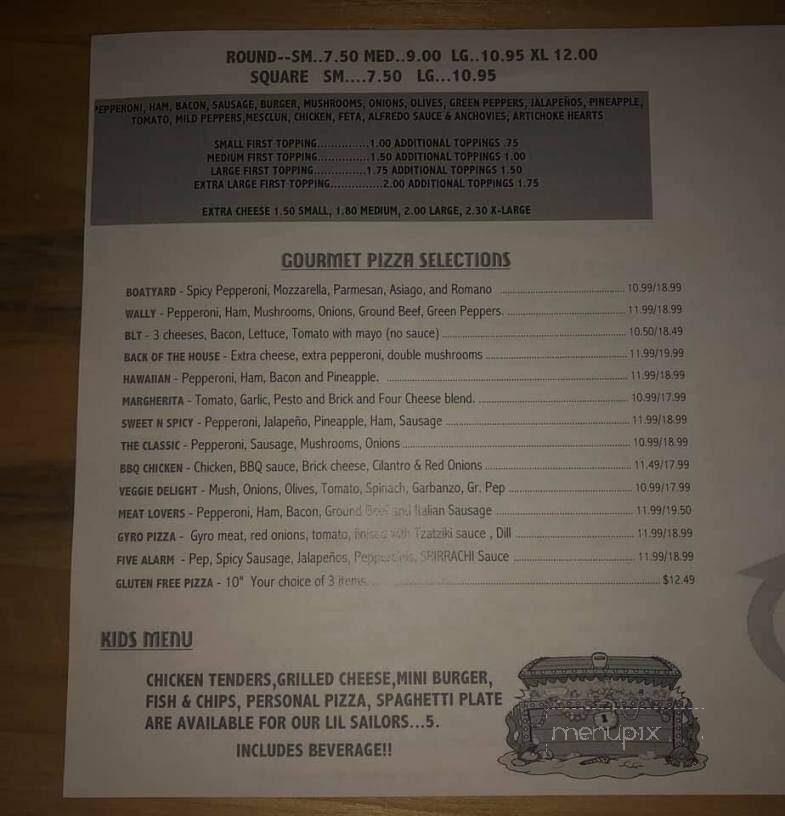 ROUND--SM..7.50 MED..9.00 LG..10.95 XL 12.00
SQUARE SM....7.50 LG...10.95
PEPPERONI, HAM, BACON, SAUSAGE, BURGER, MUSHROOMS, ONIONS, OLIVES, GREEN PEPPERS, JALAPEÑOS, PINEAPPLE,
TOMATO, MILD PEPPERS,MESCLUN, CHICKEN, FETA, ALFREDO SAUCE & ANCHOVIES, ARTICHOKE HEARTS
SMALL FIRST TOPPING...............1.00 ADDITIONAL TOPPINGS .75
MEDIUM FIRST TOPPING...............1.50 ADDITIONAL TOPPINGS 1.00
LARGE FIRST TOPPING...............1.75 ADDITIONAL TOPPINGS 1.50
EXTRA LARGE FIRST TOPPING...............2.00 ADDITIONAL TOPPINGS 1.75
EXTRA CHEESE 1.50 SMALL, 1.80 MEDIUM, 2.00 LARGE, 2.30 X-LARGE
GOURMET PIZZA SELECTIONS
BOATYARD - Spicy Pepperoni, Mozzarella, Parmesan, Asiago, and Romano ........ 10.99/18.99
WALLY - Pepperoni, Ham, Mushrooms, Onions, Ground Beef, Green Peppers. ........ 11.99/18.99
BLT - 3 cheeses, Bacon, Lettuce, Tomato with mayo (no sauce) ........ 10.50/18.49
BACK OF THE HOUSE - Extra cheese, extra pepperoni, double mushrooms ........ 11.99/19.99
HAWAIIAN - Pepperoni, Ham, Bacon and Pineapple. ........ 11.99/18.99
MARGHERITA - Tomato, Garlic, Pesto and Brick and Four Cheese blend. ........ 10.99/17.99
SWEET N SPICY - Pepperoni, Jalapeño, Pineapple, Ham, Sausage ........ 11.99/18.99
THE CLASSIC - Pepperoni, Sausage, Mushrooms, Onions ........ 10.99/18.99
BBQ CHICKEN - Chicken, BBQ sauce, Brick cheese, Cilantro & Red Onions ........ 11.49/17.99
VEGGIE DELIGHT - Mush, Onions, Olives, Tomato, Spinach, Garbanzo, Gr. Pep ........ 10.99/17.99
MEAT LOVERS - Pepperoni, Ham, Bacon, Ground Beef and Italian Sausage ........ 11.99/19.50
GYRO PIZZA - Gyro meat, red onions, tomato, with Tzatziki sauce , Dill ........ 11.99/18.99
FIVE ALARM - Pep, Spicy Sausage, Jalapeños, SRIRRACHI Sauce ........ 11.99/18.99
GLUTEN FREE PIZZA - 10" Your choice of 3 items. ........ $12.49
KIDS MENU
CHICKEN TENDERS,GRILLED CHEESE,MINI BURGER,
FISH & CHIPS, PERSONAL PIZZA, SPAGHETTI PLATE
ARE AVAILABLE FOR OUR LIL SAILORS...5.
INCLUDES BEVERAGE!!
menupix